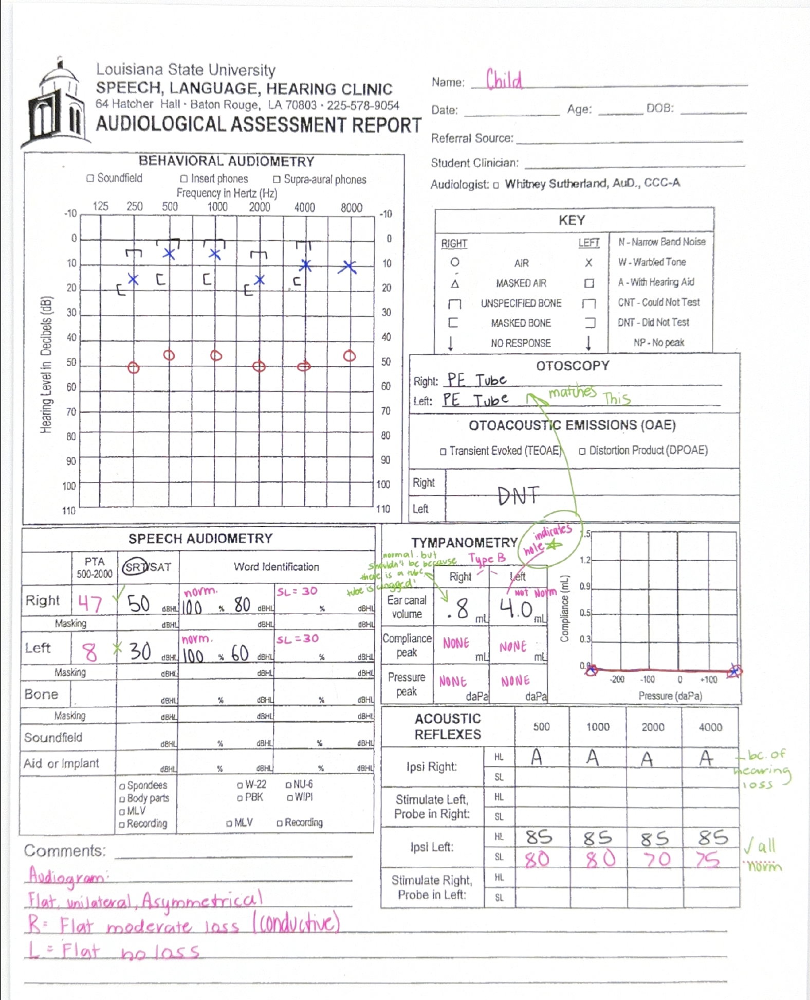 Louisiana State University
SPEECH, LANGUAGE, HEARING CLINIC
64 Hatcher Hall · Baton Rouge, LA 70803 · 225-578-9054
AUDIOLOGICAL ASSESSMENT REPORT
Name: Child
Date: Age: DOB:
Referral Source:
Student Clinician:
Audiologist: □ Whitney Sutherland, AuD., CCC-A
BEHAVIORAL AUDIOMETRY
□ Soundfield □ Insert phones □ Supra-aural phones
Frequency in Hertz (Hz)
125 250 500 1000 2000 4000 8000
Hearing Level in Decibels (dB)
-10 -10
0 0
10 10
20 20
30 30
40 40
50 50
60 60
70 70
80 80
90 90
100 100
110 110
KEY
RIGHT LEFT N - Narrow Band Noise
O AIR X W - Warbled Tone
△ MASKED AIR □ A - With Hearing Aid
UNSPECIFIED BONE CNT - Could Not Test
MASKED BONE DNT - Did Not Test
↓ NO RESPONSE ↓ NP - No peak
OTOSCOPY
Right: PE Tube
Left: PE Tube matches This
OTOACOUSTIC EMISSIONS (OAE)
□ Transient Evoked (TEOAE) □ Distortion Product (DPOAE)
Right
DNT
Left
SPEECH AUDIOMETRY
PTA 500-2000 SRT/SAT Word Identification
norm. SL = 30
Right 47 ✓ 50 dBHL 100 % 80 dBHL % dBHL
Masking dBHL dBHL dBHL
norm. SL = 30
Left 8 x 30 dBHL 100 % 60 dBHL % dBHL
Masking dBHL dBHL dBHL
Bone dBHL % dBHL % dBHL
Masking dBHL dBHL dBHL
Soundfield dBHL % dBHL % dBHL
Aid or Implant dBHL % dBHL % dBHL
□ Spondees □ W-22 □ NU-6
□ Body parts □ PBK □ WIPI
□ MLV
□ Recording □ MLV □ Recording
TYMPANOMETRY
indicates
hole
Type B
normal. but
shouldn't be because
there is a tube.
tube is clogged!
Right Left
Not Norm
Ear canal volume .8 mL 4.0 mL
Compliance peak NONE mL NONE mL
Pressure peak NONE daPa NONE daPa
Compliance (mL)
1.5
1.2
0.9
0.5
0.3
0.0
-200 -100 0 +100
Pressure (daPa)
ACOUSTIC REFLEXES 500 1000 2000 4000
Ipsi Right: HL A A A A
SL
bc. of
hearing
loss
Stimulate Left, Probe in Right: HL
SL
Ipsi Left: HL 85 85 85 85
SL 80 80 70 75
✓ all
norm
Stimulate Right, Probe in Left: HL
SL
Comments:
Audiogram:
Flat, unilateral, Asymmetrical
R= Flat moderate loss (conductive)
L = Flat no loss